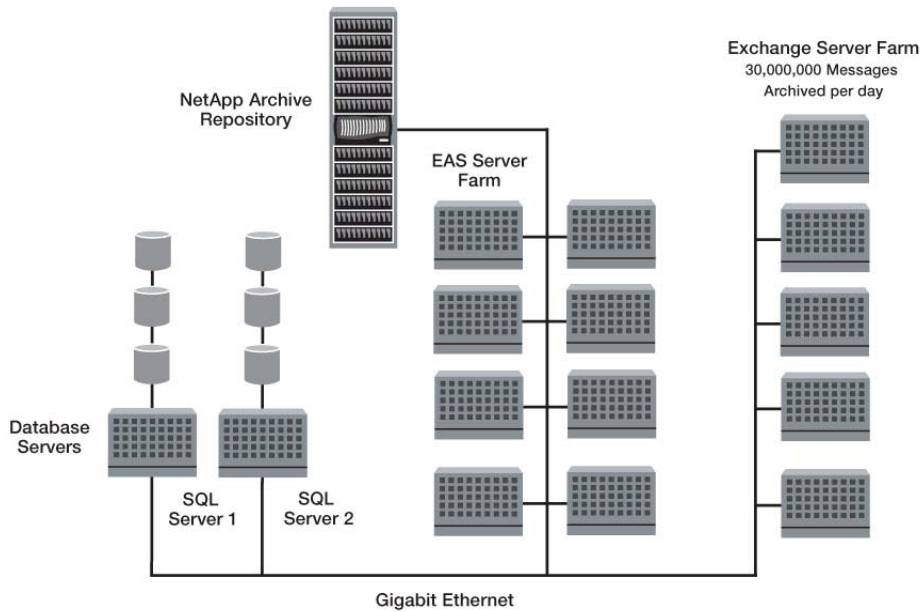 NetApp Archive
Repository
EAS Server
Farm
Exchange Server Farm
30,000,000 Messages
Archived per day
Database
Servers
SQL
Server 1
SQL
Server 2
Gigabit Ethernet